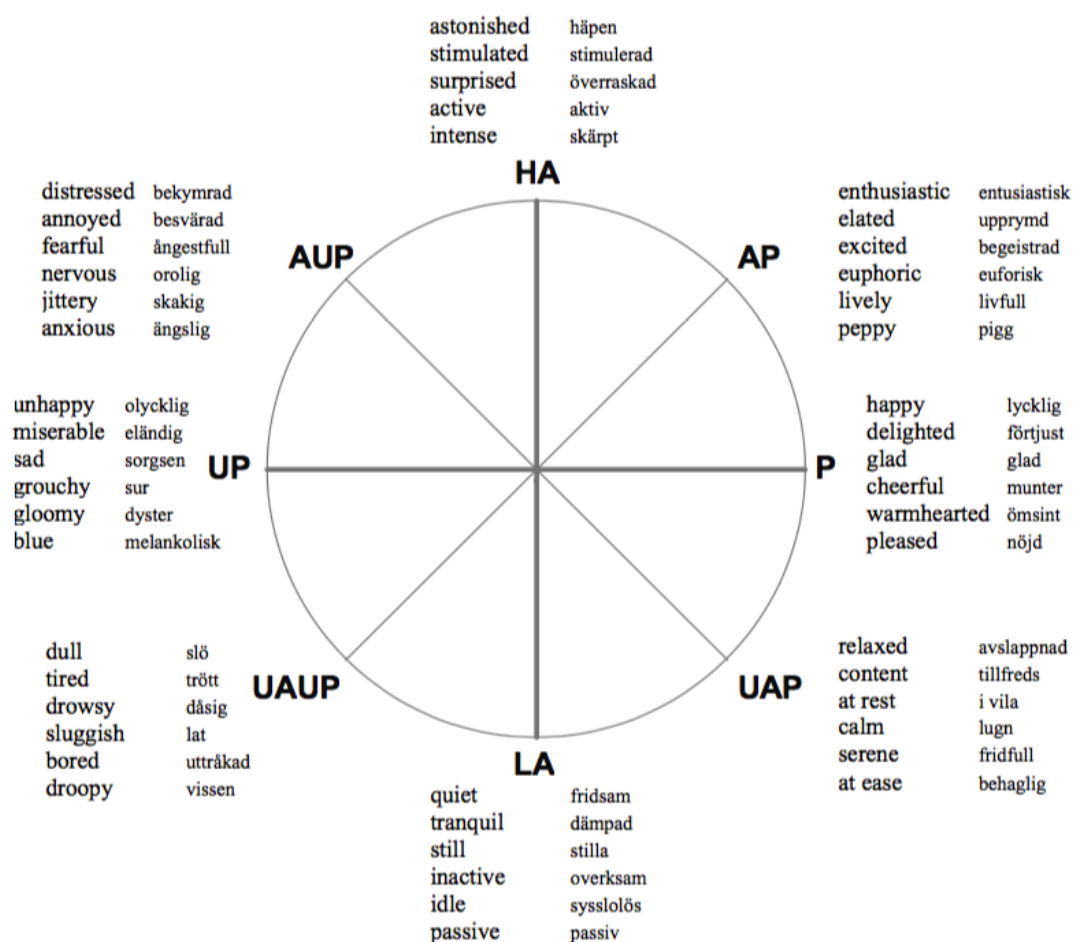 astonished häpen
stimulated stimulerad
surprised överraskad
active aktiv
intense skärpt
HA
distressed bekymrad
annoyed besvärad
fearful ångestfull
nervous orolig
jittery skakig
anxious ängslig
AUP
AP
enthusiastic entusiastisk
elated upprymd
excited begeistrad
euphoric euforisk
lively livfull
peppy pigg
unhappy olycklig
miserable eländig
sad sorgsen
grouchy sur
gloomy dyster
blue melankolisk
UP
P
happy lycklig
delighted förtjust
glad glad
cheerful munter
warmhearted ömsint
pleased nöjd
dull slö
tired trött
drowsy dåsig
sluggish lat
bored uttråkad
droopy vissen
UAUP
UAP
relaxed avslappnad
content tillfreds
at rest i vila
calm lugn
serene fridfull
at ease behaglig
LA
quiet fridsam
tranquil dämpad
still stilla
inactive overksam
idle sysslolös
passive passiv